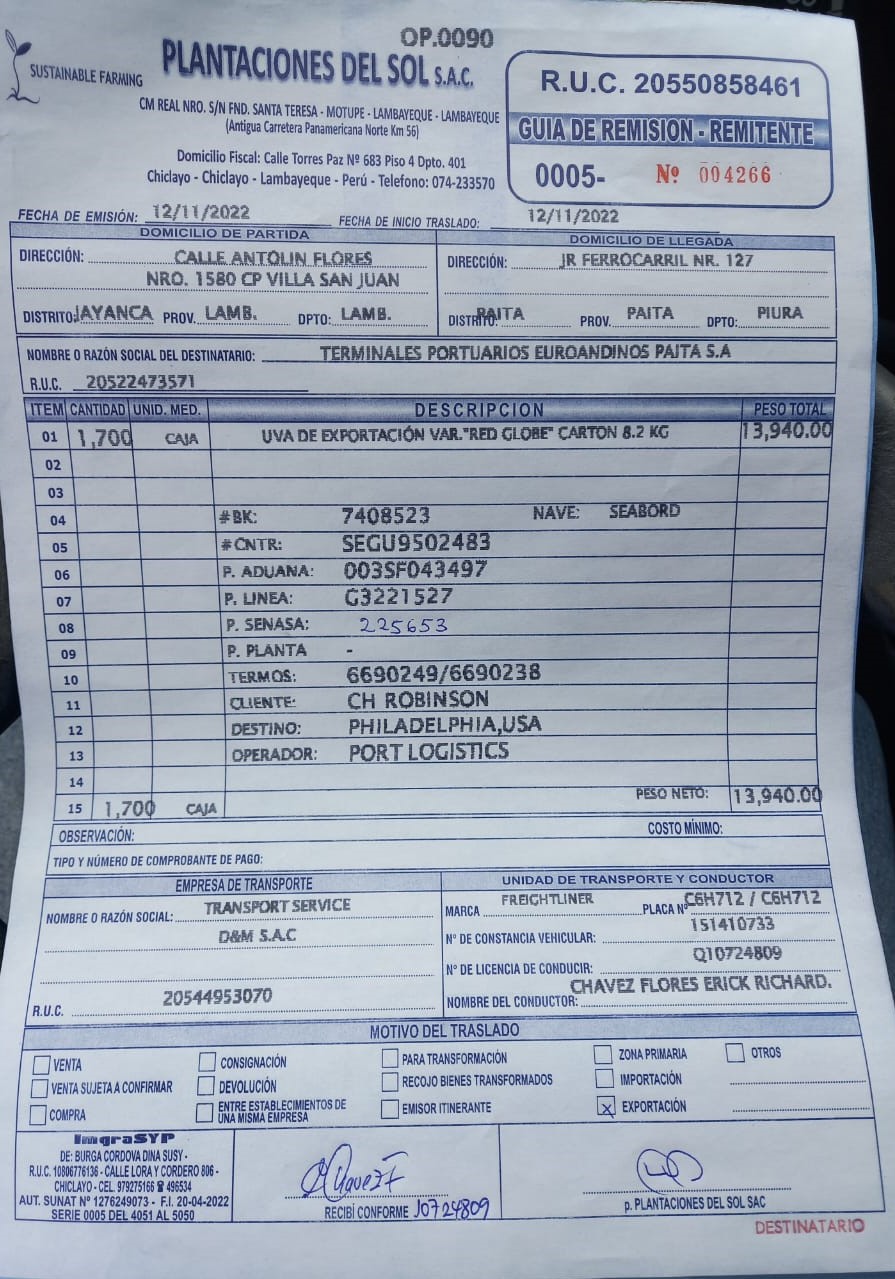 OP.0090
SUSTAINABLE FARMING
PLANTACIONES DEL SOL S.A.C.
CM REAL NRO. S/N FND. SANTA TERESA - MOTUPE - LAMBAYEQUE - LAMBAYEQUE
(Antigua Carretera Panamericana Norte Km 56)
Domicilio Fiscal: Calle Torres Paz Nº 683 Piso 4 Dpto. 401
Chiclayo - Chiclayo - Lambayeque - Perú - Telefono: 074-233570
R.U.C. 20550858461
GUIA DE REMISION - REMITENTE
0005- Nº 004266
FECHA DE EMISIÓN: 12/11/2022 FECHA DE INICIO TRASLADO: 12/11/2022
DOMICILIO DE PARTIDA
DIRECCIÓN: CALLE ANTOLIN FLORES
NRO. 1580 CP VILLA SAN JUAN
DISTRITO: JAYANCA PROV. LAMB. DPTO: LAMB.
DOMICILIO DE LLEGADA
DIRECCIÓN: JR FERROCARRIL NR. 127
DISTRITO: PAITA PROV. PAITA DPTO: PIURA
NOMBRE O RAZÓN SOCIAL DEL DESTINATARIO: TERMINALES PORTUARIOS EUROANDINOS PAITA S.A
R.U.C. 20522473571
ITEM CANTIDAD UNID. MED. DESCRIPCION PESO TOTAL
01 1,700 CAJA UVA DE EXPORTACIÓN VAR."RED GLOBE" CARTON 8.2 KG 13,940.00
02
03
04 #BK: 7408523 NAVE: SEABORD
05 #CNTR: SEGU9502483
06 P. ADUANA: 003SF043497
07 P. LINEA: G3221527
08 P. SENASA: 225653
09 P. PLANTA -
10 TERMOS: 6690249/6690238
11 CLIENTE: CH ROBINSON
12 DESTINO: PHILADELPHIA,USA
13 OPERADOR: PORT LOGISTICS
14
15 1,700 CAJA PESO NETO: 13,940.00
OBSERVACIÓN: COSTO MÍNIMO:
TIPO Y NÚMERO DE COMPROBANTE DE PAGO:
EMPRESA DE TRANSPORTE
NOMBRE O RAZÓN SOCIAL: TRANSPORT SERVICE
D&M S.A.C
R.U.C. 20544953070
UNIDAD DE TRANSPORTE Y CONDUCTOR
MARCA FREIGHTLINER PLACA Nº C6H712 / C6H712
Nº DE CONSTANCIA VEHICULAR: 151410733
Nº DE LICENCIA DE CONDUCIR: Q10724809
NOMBRE DEL CONDUCTOR: CHAVEZ FLORES ERICK RICHARD.
MOTIVO DEL TRASLADO
VENTA CONSIGNACIÓN PARA TRANSFORMACIÓN ZONA PRIMARIA OTROS
VENTA SUJETA A CONFIRMAR DEVOLUCIÓN RECOJO BIENES TRANSFORMADOS IMPORTACIÓN
COMPRA ENTRE ESTABLECIMIENTOS DE EMISOR ITINERANTE X EXPORTACIÓN
UNA MISMA EMPRESA
ImgraSYP
DE: BURGA CORDOVA DINA SUSY -
R.U.C. 10806776136 - CALLE LORA Y CORDERO 806 -
CHICLAYO - CEL. 979275166 ☎ 496534
AUT. SUNAT Nº 1276249073 - F.I. 20-04-2022
SERIE 0005 DEL 4051 AL 5050
RECIBÍ CONFORME J0724809
p. PLANTACIONES DEL SOL SAC
DESTINATARIO